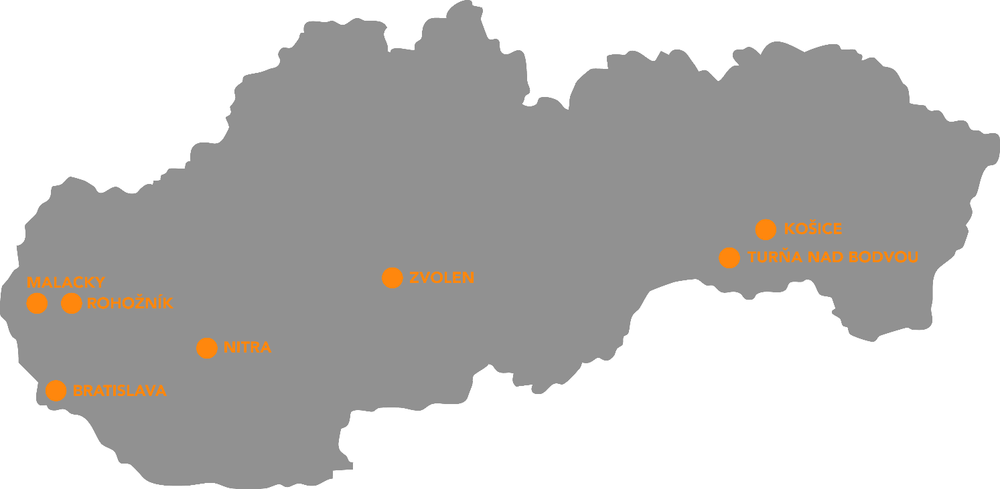 KOŠICE
TURŇA NAD BODVOU
ZVOLEN
MALACKY
ROHOŽNÍK
NITRA
BRATISLAVA